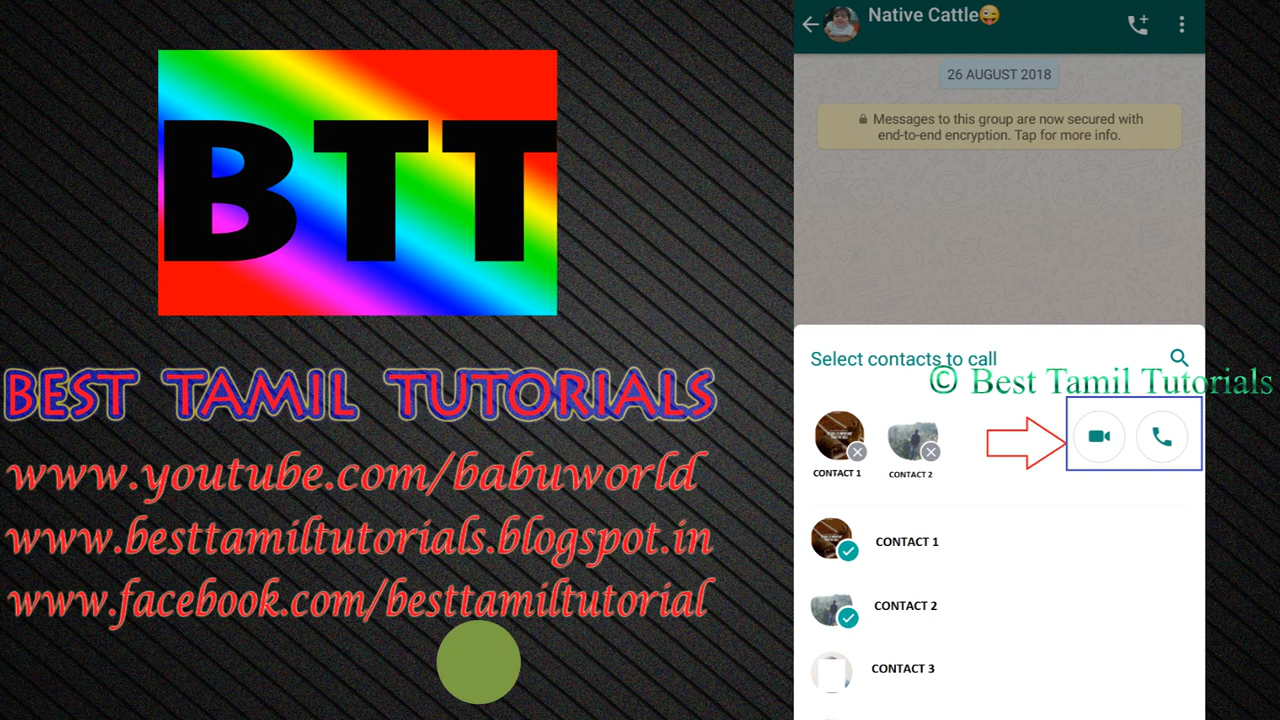 BTT
BEST TAMIL TUTORIALS
www.youtube.com/babuworld
www.besttamiltutorials.blogspot.in
www.facebook.com/besttamiltutorial
Native Cattle😜
26 AUGUST 2018
Messages to this group are now secured with
end-to-end encryption. Tap for more info.
Select contacts to call
© Best Tamil Tutorials
CONTACT 1
CONTACT 2
CONTACT 1
CONTACT 2
CONTACT 3